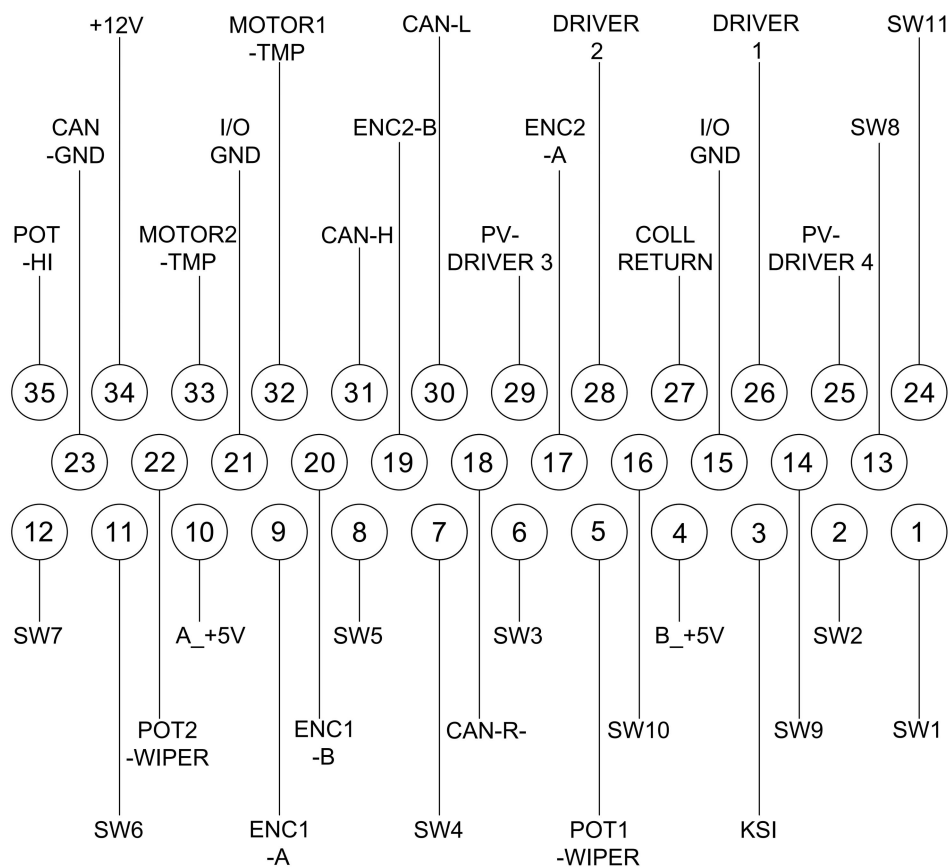 +12V
MOTOR1
-TMP
CAN-L
DRIVER
2
DRIVER
1
SW11
CAN
-GND
I/O
GND
ENC2-B
ENC2
-A
I/O
GND
SW8
POT
-HI
MOTOR2
-TMP
CAN-H
PV-
DRIVER 3
COLL
RETURN
PV-
DRIVER 4
35 34 33 32 31 30 29 28 27 26 25 24
23 22 21 20 19 18 17 16 15 14 13
12 11 10 9 8 7 6 5 4 3 2 1
SW7
A_+5V
SW5
SW3
B_+5V
SW2
POT2
-WIPER
ENC1
-B
CAN-R-
SW10
SW9
SW1
SW6
ENC1
-A
SW4
POT1
-WIPER
KSI